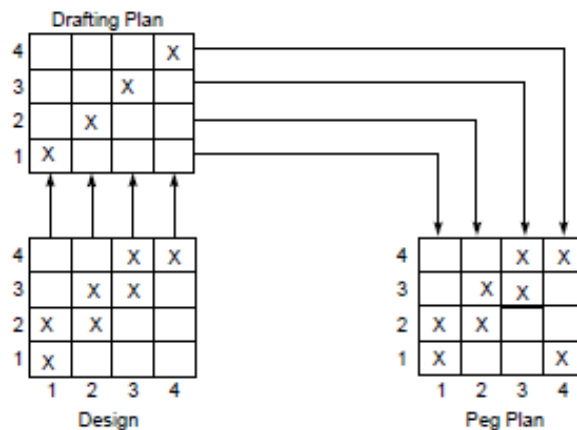 Drafting Plan
4 X
3 X
2 X
1 X
4 X X 4 X X
3 X X 3 X X
2 X X 2 X X
1 X 1 X X
1 2 3 4 1 2 3 4
Design Peg Plan